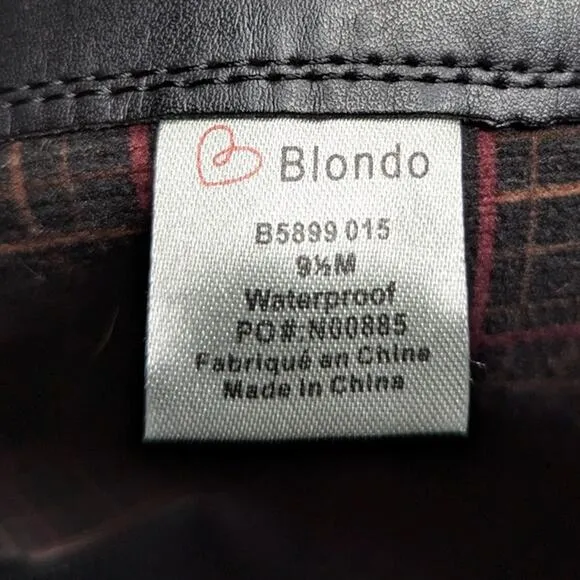 Blondo
B5899 015
9½M
Waterproof
PO#:N00885
Fabriqué en Chine
Made in China